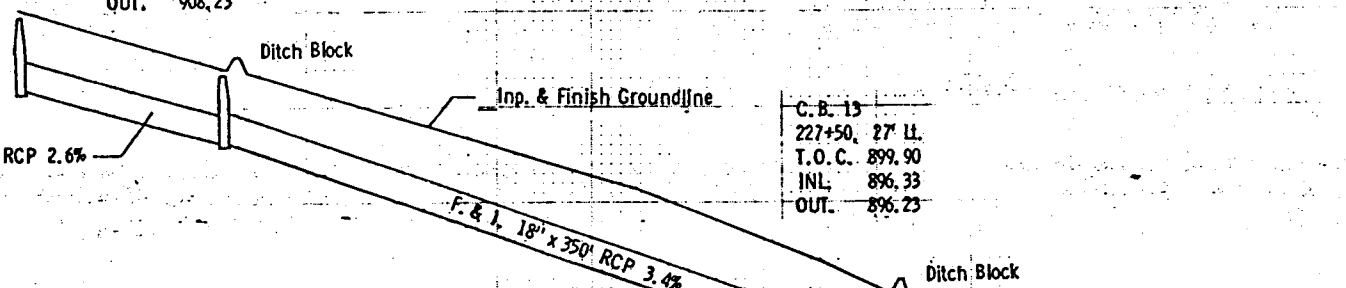 OUT. 908.23
Ditch Block
Inp. & Finish Groundline
C.B. 13
227+50, 27' Lt.
T.O.C. 899.90
INL. 896.33
OUT. 896.23
RCP 2.6%
F. & I. 18" x 350' RCP 3.4%
Ditch Block